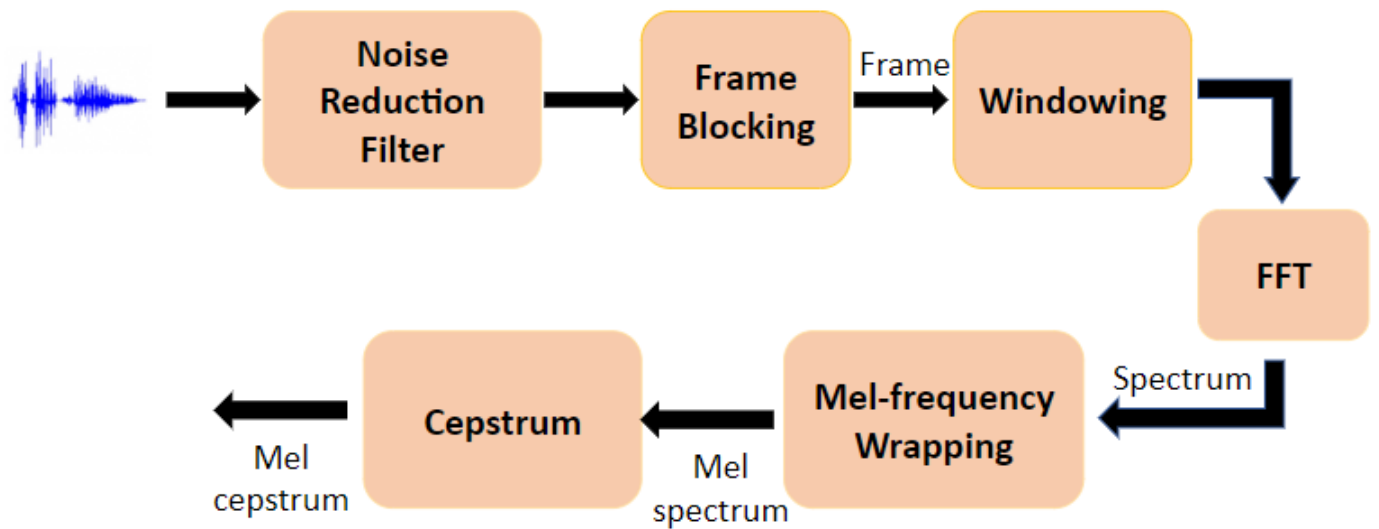 Noise
Reduction
Filter
Frame
Blocking
Frame
Windowing
FFT
Spectrum
Mel-frequency
Wrapping
Mel
spectrum
Cepstrum
Mel
cepstrum